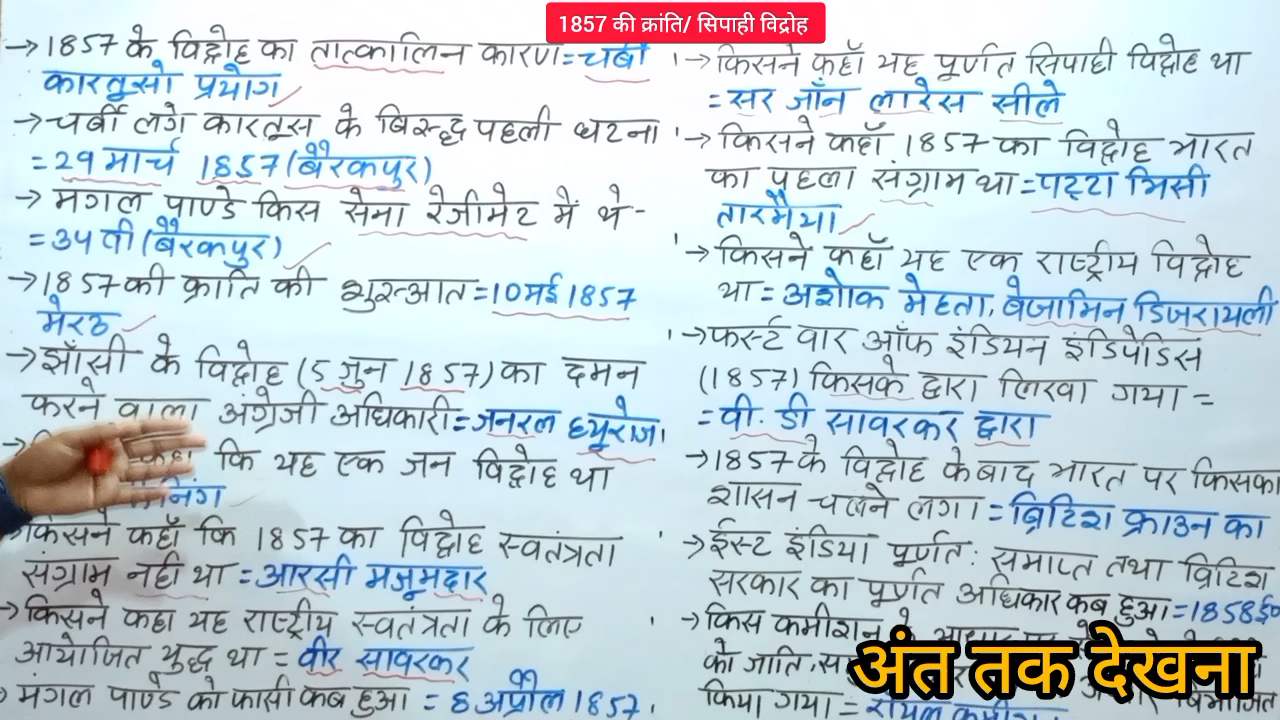 1857 की क्रांति/ सिपाही विद्रोह
→ 1857 के विद्रोह का तात्कालिन कारण = चर्बी
कारतुसो प्रयोग
→ चर्बी लगे कारतूस के बिरूद्ध पहली घटना
= 29 मार्च 1857 (बैरकपुर)
→ मगल पाण्डे किस सेना रेजीमेट में थे -
= 34 वी (बैरकपुर)
→ 1857 की क्राति की शुरुआत = 10 मई 1857
मेरठ
→ झाँसी के विद्रोह (5 जुन 1857) का दमन
करने वाला अंग्रेजी अधिकारी = जनरल ह्यूरोज।
कि यह एक जन विद्रोह था
निंग
किसने कहाँ कि 1857 का विद्रोह स्वतंत्रता
संग्राम नही था = आरसी मजूमदार
→ किसने कहा यह राष्ट्रीय स्वतंत्रता के लिए
आयोजित युद्ध था = वीर सावरकर
मंगल पाण्डे को फासी कब हुआ = 8 अप्रैल 1857.
→ किसने कहाँ यह पूर्णत सिपाही विद्रोह था
= सर जाँन लारेस सीले
→ किसने कहाँ 1857 का विद्रोह भारत
का पहला संग्राम था = पट्टा भिसी
तारमैया
→ किसने कहाँ यह एक राष्ट्रीय विद्रोह
था = अशोक मेहता, बेजामिन डिजरायली
→ फर्स्ट वार ऑफ इंडियन इंडिपेडिस
(1857) किसके द्वारा लिखा गया =
= वी. डी सावरकर द्वारा
→ 1857 के विद्रोह के बाद भारत पर किसका
शासन चलने लगा। = ब्रिटिश क्राउन का
→ ईस्ट इंडिया पूर्णत: समाप्त तथा ब्रिटिश
सरकार का पूर्णत अधिकार कब हुआ = 1858 ई०
→ किस कमीशन के
को जाति,
किया गया = रायल
अंत तक देखना